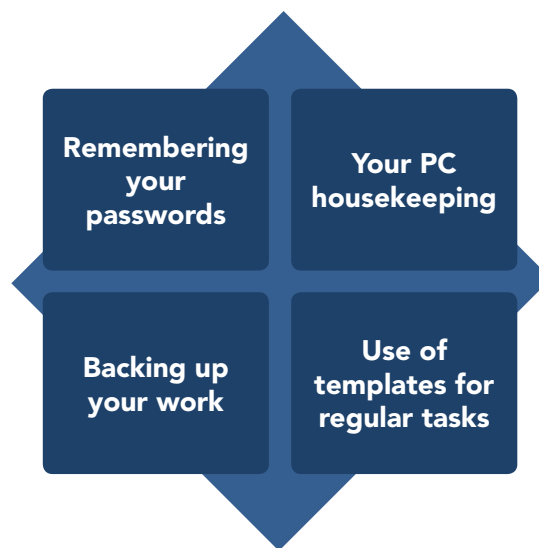 Remembering
your
passwords
Your PC
housekeeping
Backing up
your work
Use of
templates for
regular tasks